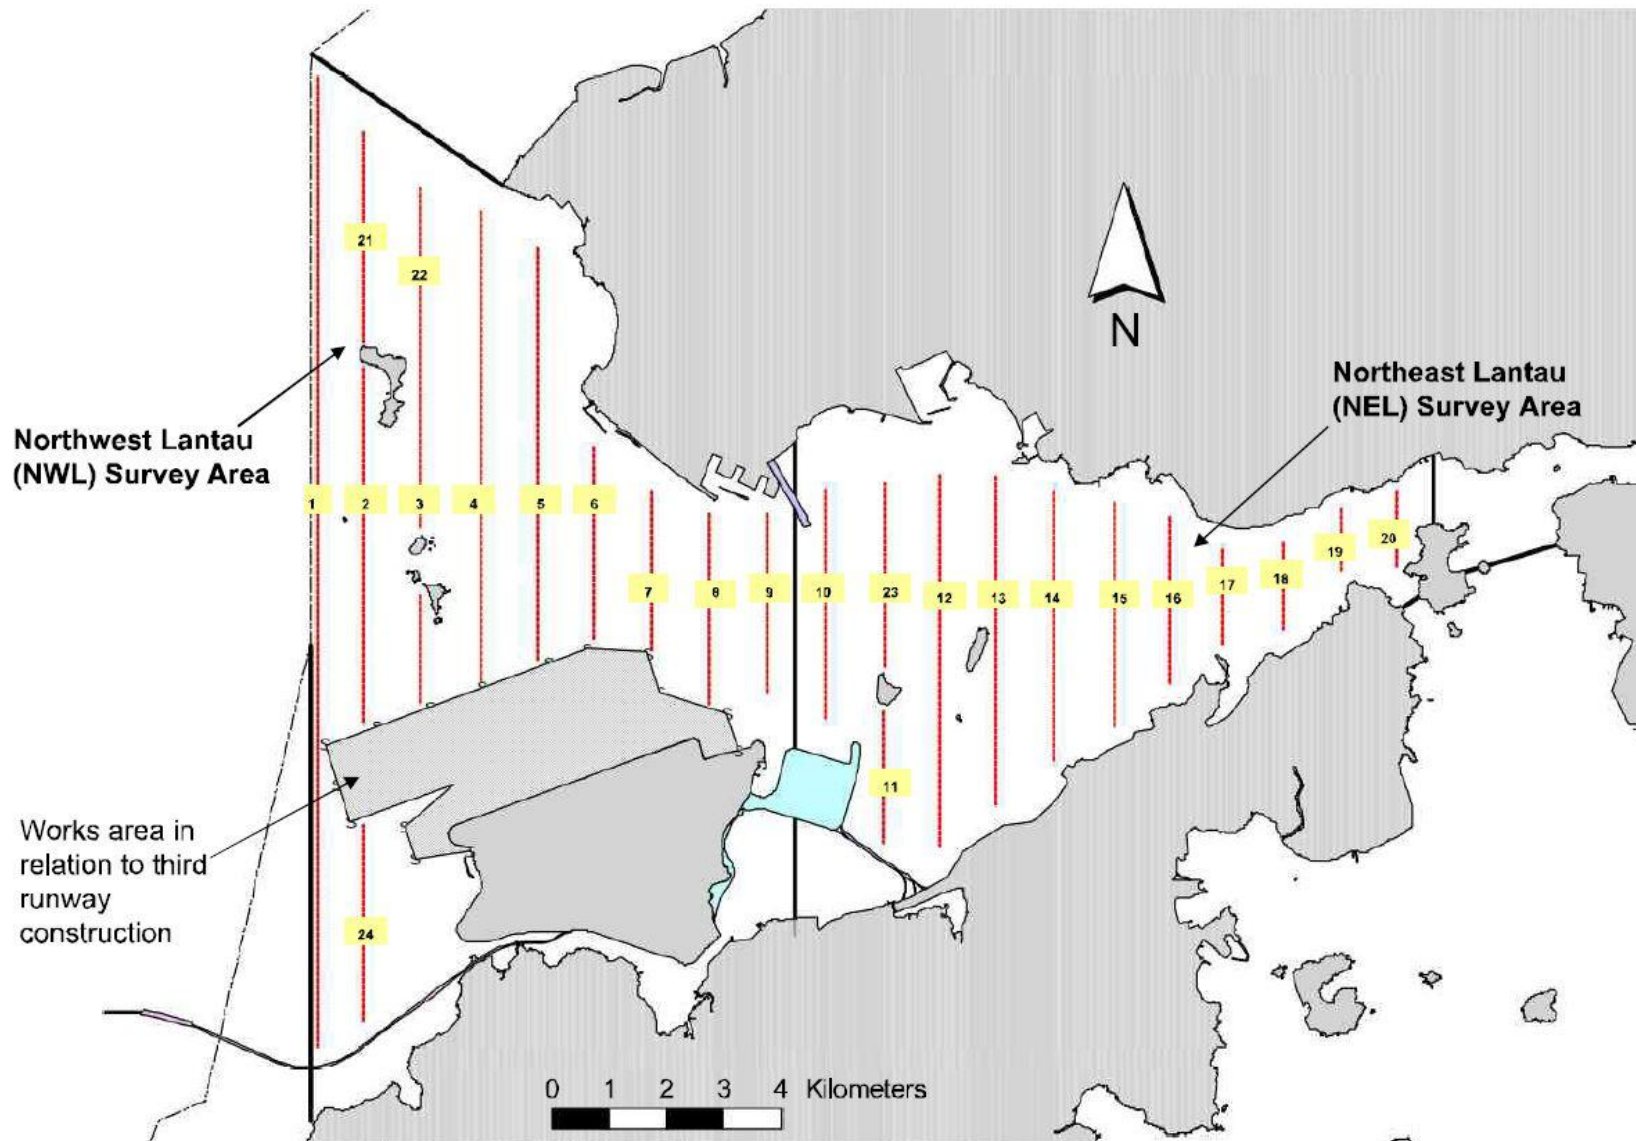 21
22
N
Northeast Lantau
(NEL) Survey Area
Northwest Lantau
(NWL) Survey Area
1
2
3
4
5
6
7
8
9
10
23
12
13
14
15
16
17
18
19
20
11
Works area in
relation to third
runway
construction
24
0 1 2 3 4 Kilometers